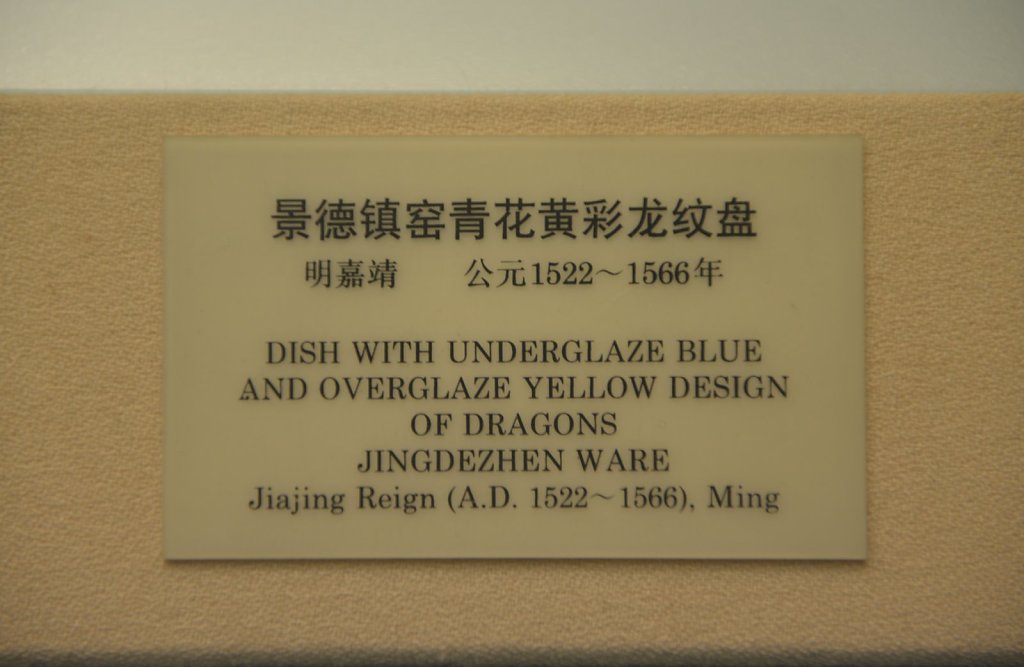 景德镇窑青花黄彩龙纹盘
明嘉靖 公元1522~1566年
DISH WITH UNDERGLAZE BLUE
AND OVERGLAZE YELLOW DESIGN
OF DRAGONS
JINGDEZHEN WARE
Jiajing Reign (A.D. 1522~1566), Ming